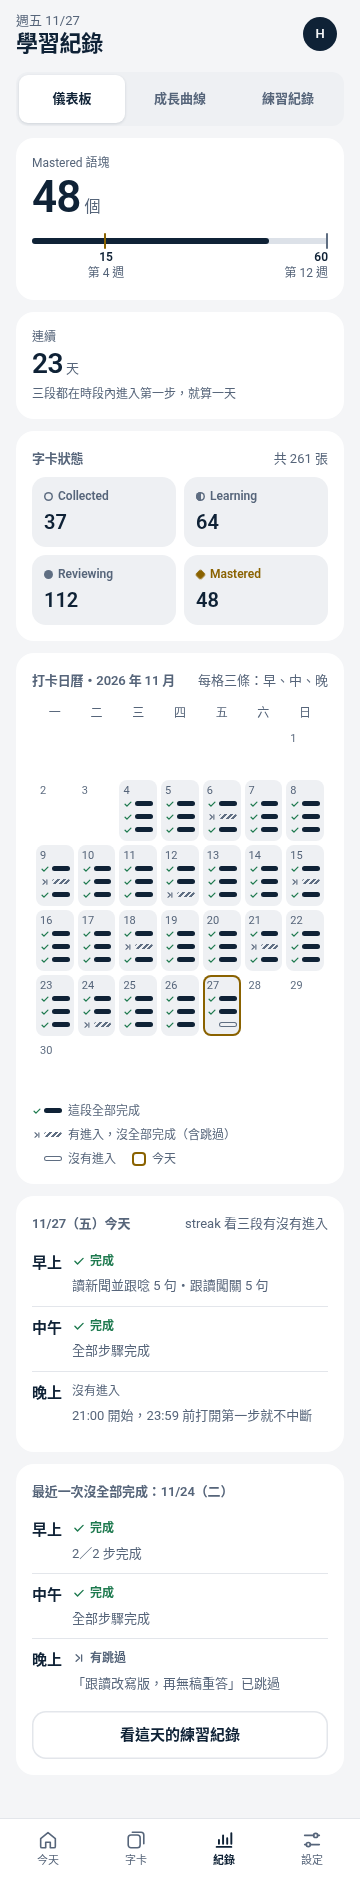 週五 11/27
學習紀錄
H
儀表板 成長曲線 練習紀錄
Mastered 語塊
48 個
15 60
第 4 週 第 12 週
連續
23 天
三段都在時段內進入第一步，就算一天
字卡狀態 共 261 張
Collected Learning
37 64
Reviewing Mastered
112 48
打卡日曆・2026 年 11 月 每格三條：早、中、晚
一 二 三 四 五 六 日
1
2 3 4 5 6 7 8
9 10 11 12 13 14 15
16 17 18 19 20 21 22
23 24 25 26 27 28 29
30
這段全部完成
有進入，沒全部完成（含跳過）
沒有進入 今天
11/27（五）今天 streak 看三段有沒有進入
早上 完成
讀新聞並跟唸 5 句・跟讀闖關 5 句
中午 完成
全部步驟完成
晚上 沒有進入
21:00 開始，23:59 前打開第一步就不中斷
最近一次沒全部完成：11/24（二）
早上 完成
2／2 步完成
中午 完成
全部步驟完成
晚上 有跳過
「跟讀改寫版，再無稿重答」已跳過
看這天的練習紀錄
今天 字卡 紀錄 設定